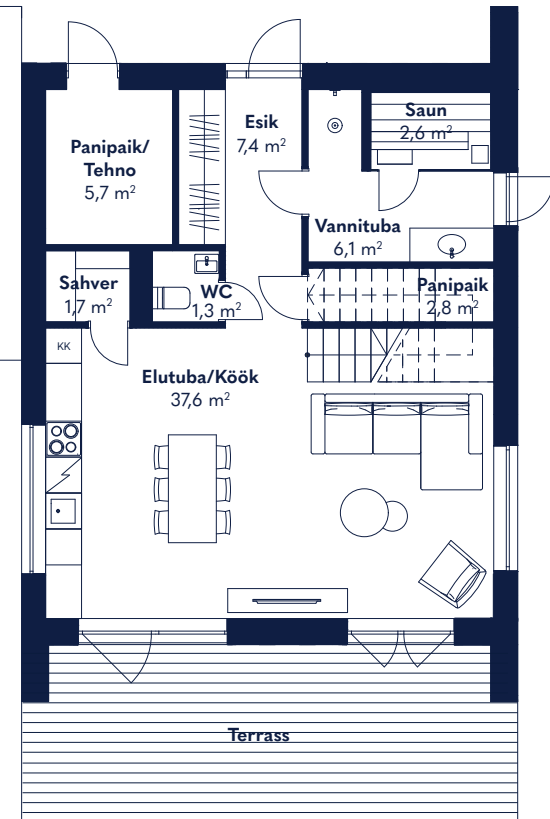 Panipaik/
Tehno
5,7 m²
Esik
7,4 m²
Saun
2,6 m²
Vannituba
6,1 m²
Sahver
1,7 m²
WC
1,3 m²
Panipaik
2,8 m²
KK
Elutuba/Köök
37,6 m²
Terrass